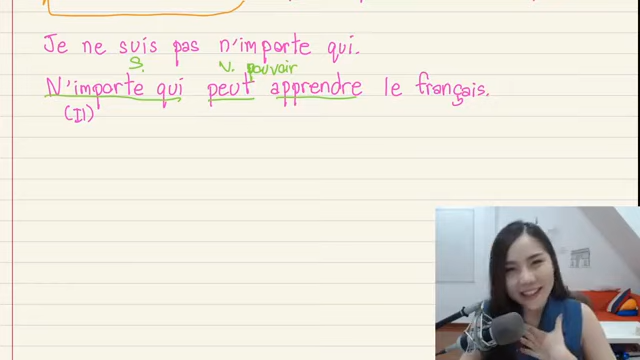 Je ne suis pas n'importe qui.
S. V. pouvoir
N'importe qui peut apprendre le français.
(Il)